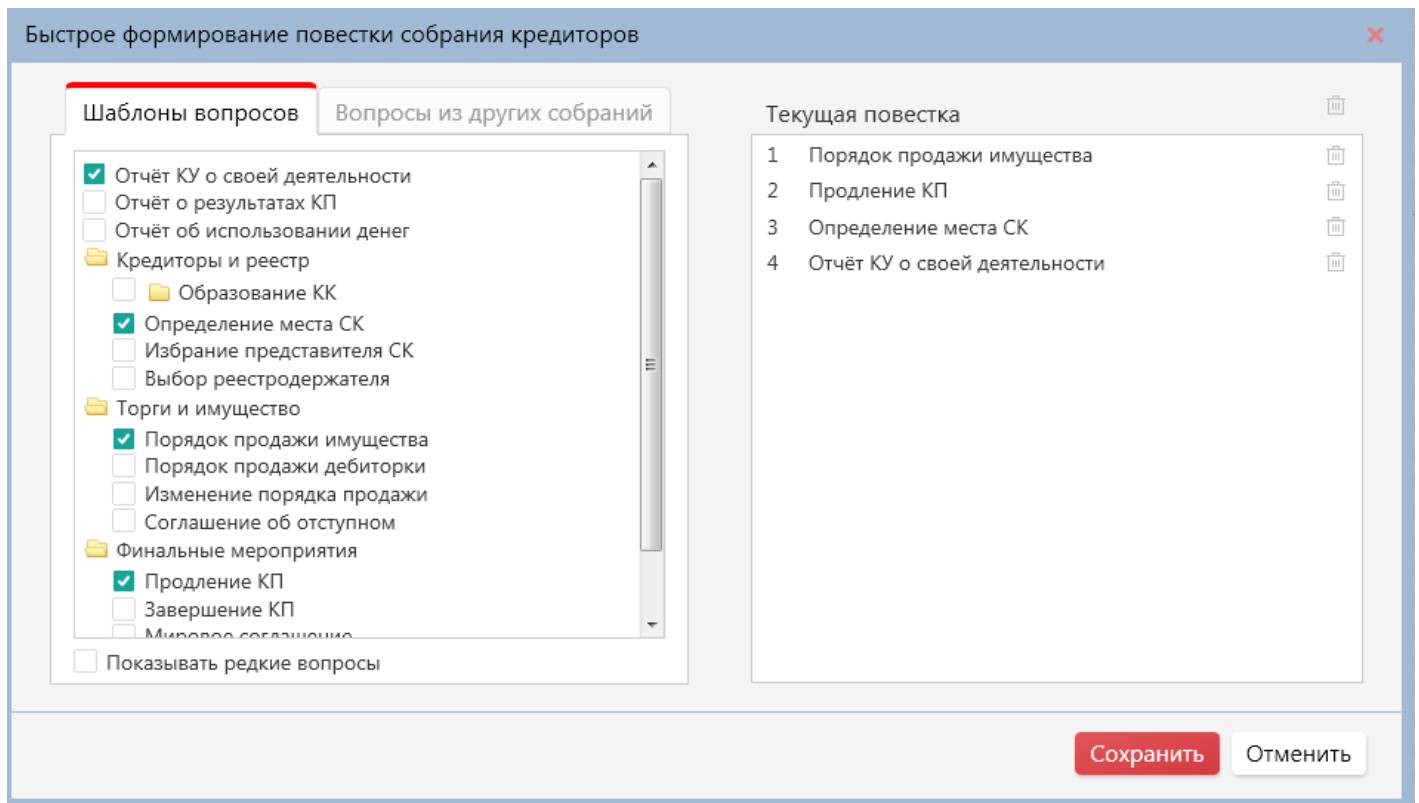 Быстрое формирование повестки собрания кредиторов
Шаблоны вопросов
Вопросы из других собраний
Отчёт КУ о своей деятельности
Отчёт о результатах КП
Отчёт об использовании денег
Кредиторы и реестр
Образование КК
Определение места СК
Избрание представителя СК
Выбор реестродержателя
Торги и имущество
Порядок продажи имущества
Порядок продажи дебиторки
Изменение порядка продажи
Соглашение об отступном
Финальные мероприятия
Продление КП
Завершение КП
Мировое соглашение
Показывать редкие вопросы
Текущая повестка
1 Порядок продажи имущества
2 Продление КП
3 Определение места СК
4 Отчёт КУ о своей деятельности
Сохранить
Отменить